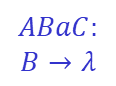 ABaC:
B → λ